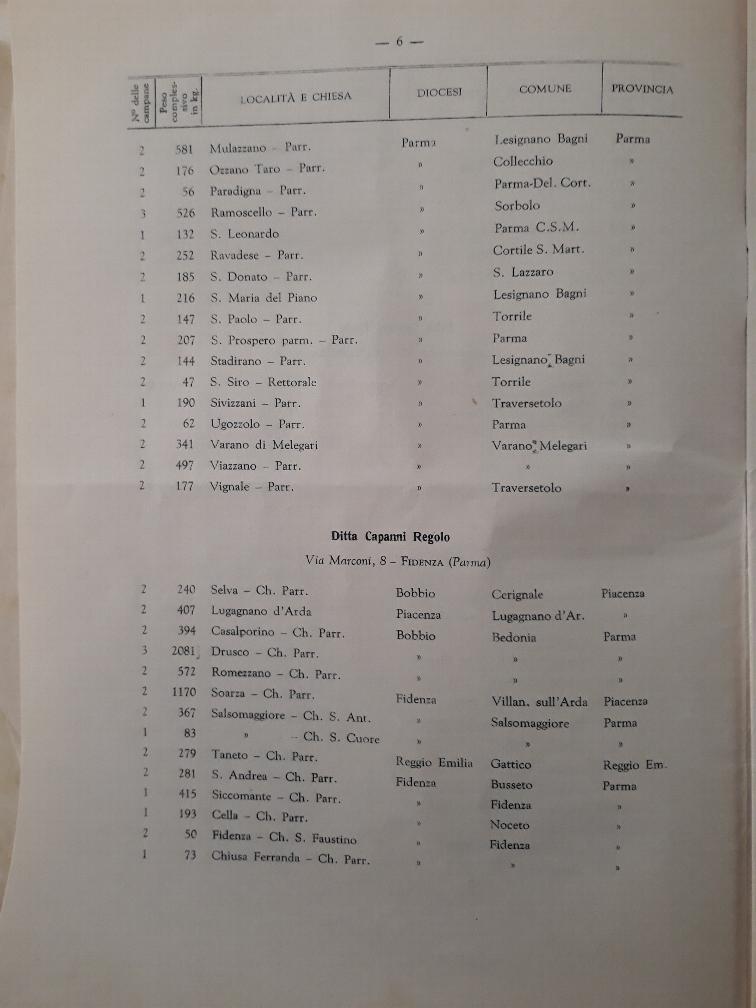 — 6 —
N° delle campane Peso comples- sivo in kg. LOCALITÀ E CHIESA DIOCESI COMUNE PROVINCIA
2 581 Mulazzano – Parr. Parma Lesignano Bagni Parma
2 176 Ozzano Taro – Parr. » Collecchio »
2 56 Paradigna – Parr. » Parma-Del. Cort. »
3 526 Ramoscello – Parr. » Sorbolo »
1 132 S. Leonardo » Parma C.S.M. »
2 252 Ravadese – Parr. » Cortile S. Mart. »
2 185 S. Donato – Parr. » S. Lazzaro »
1 216 S. Maria del Piano » Lesignano Bagni »
2 147 S. Paolo – Parr. » Torrile »
2 207 S. Prospero parm. – Parr. » Parma »
2 144 Stadirano – Parr. » Lesignano Bagni »
2 47 S. Siro – Rettorale » Torrile »
1 190 Sivizzani – Parr. » Traversetolo »
2 62 Ugozzolo – Parr. » Parma »
2 341 Varano di Melegari » Varano Melegari »
2 497 Viazzano – Parr. » » »
2 177 Vignale – Parr. » Traversetolo »
Ditta Capanni Regolo
Via Marconi, 8 – FIDENZA (Parma)
2 240 Selva – Ch. Parr. Bobbio Cerignale Piacenza
2 407 Lugagnano d'Arda Piacenza Lugagnano d'Ar. »
2 394 Casalporino – Ch. Parr. Bobbio Bedonia Parma
3 2081 Drusco – Ch. Parr. » » »
2 572 Romezzano – Ch. Parr. » » »
2 1170 Soarza – Ch. Parr. Fidenza Villan. sull'Arda Piacenza
2 367 Salsomaggiore – Ch. S. Ant. » Salsomaggiore Parma
1 83 » – Ch. S. Cuore » » »
2 279 Taneto – Ch. Parr. Reggio Emilia Gattico Reggio Em.
2 281 S. Andrea – Ch. Parr. Fidenza Busseto Parma
1 415 Siccomante – Ch. Parr. » Fidenza »
1 193 Cella – Ch. Parr. » Noceto »
2 50 Fidenza – Ch. S. Faustino » Fidenza »
1 73 Chiusa Ferranda – Ch. Parr. » » »